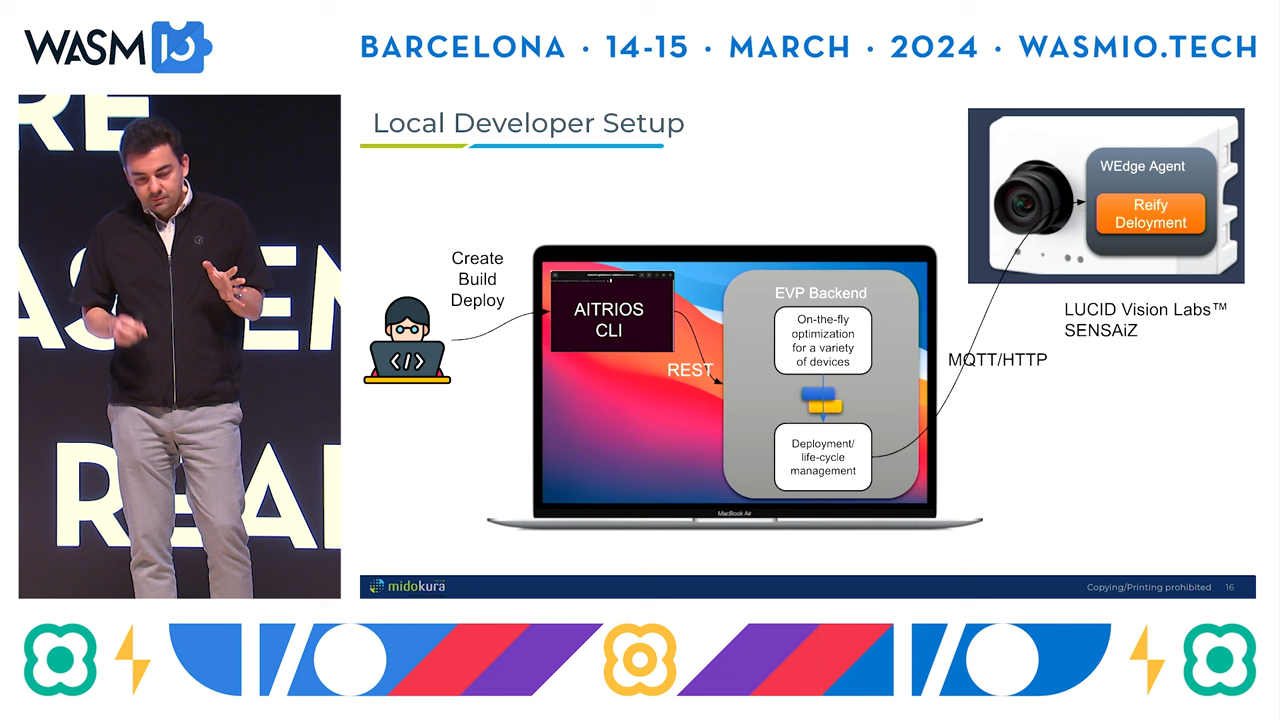 WASM IO
BARCELONA · 14-15 · MARCH · 2024 · WASMIO.TECH
Local Developer Setup
WEdge Agent
Reify
Deloyment
Create
Build
Deploy
AITRIOS
CLI
EVP Backend
On-the-fly
optimization
for a variety
of devices
LUCID Vision Labs™
SENSAiZ
REST
MQTT/HTTP
Deployment/
life-cycle
management
MacBook Air
midokura
Copying/Printing prohibited 16